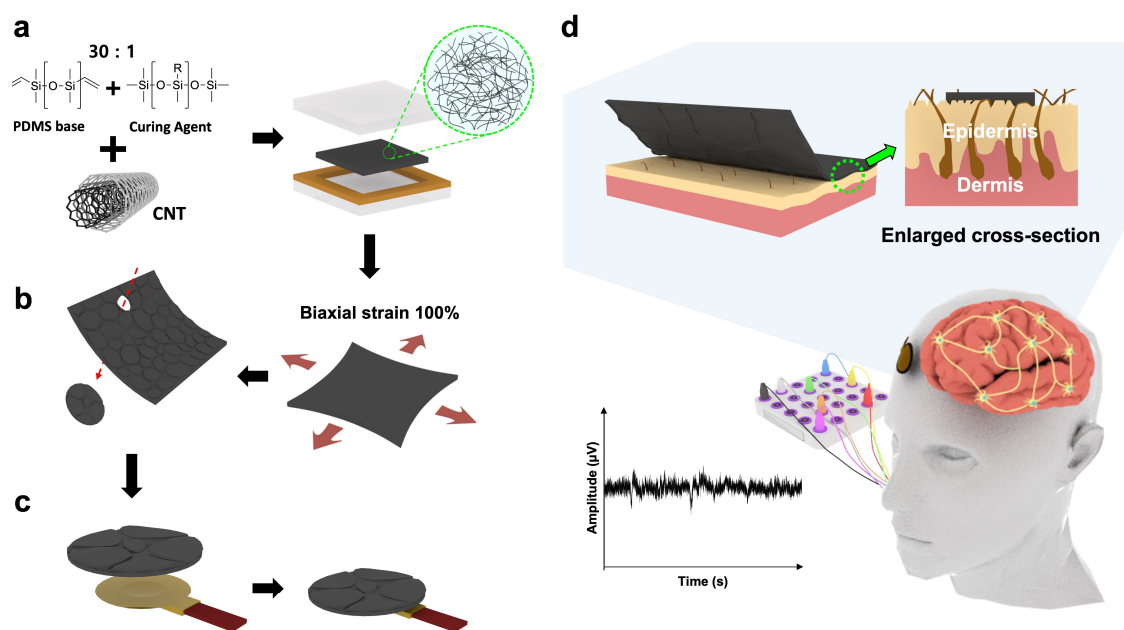 a
30 : 1
R
Si O Si + Si O Si O Si
PDMS base
Curing Agent
+
CNT
b
Biaxial strain 100%
c
d
Epidermis
Dermis
Enlarged cross-section
Amplitude (μV)
Time (s)